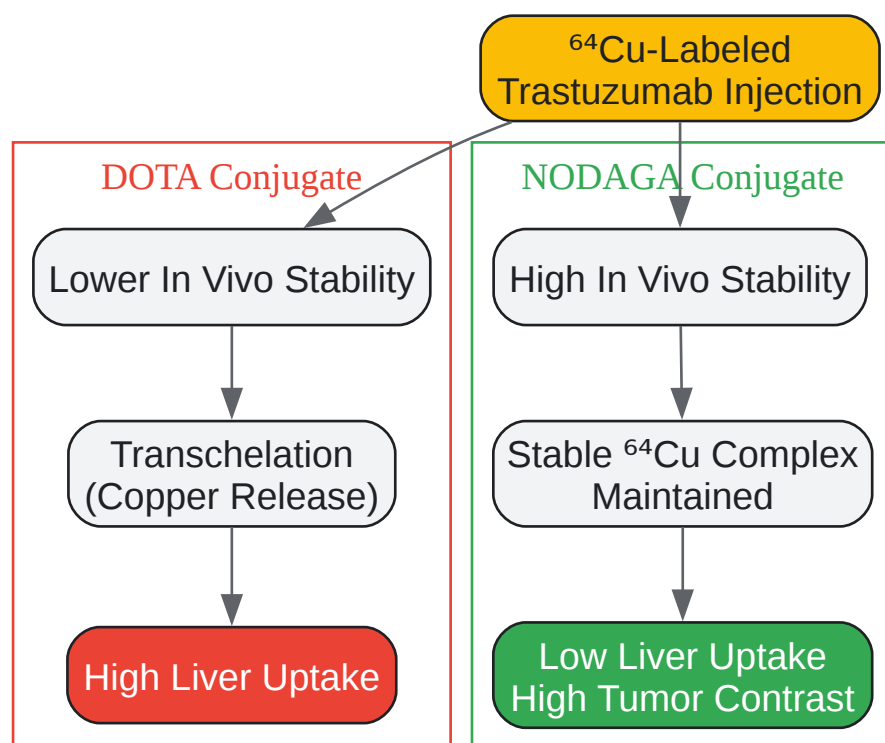 ⁶⁴Cu-Labeled
Trastuzumab Injection
DOTA Conjugate
Lower In Vivo Stability
Transchelation
(Copper Release)
High Liver Uptake
NODAGA Conjugate
High In Vivo Stability
Stable ⁶⁴Cu Complex
Maintained
Low Liver Uptake
High Tumor Contrast